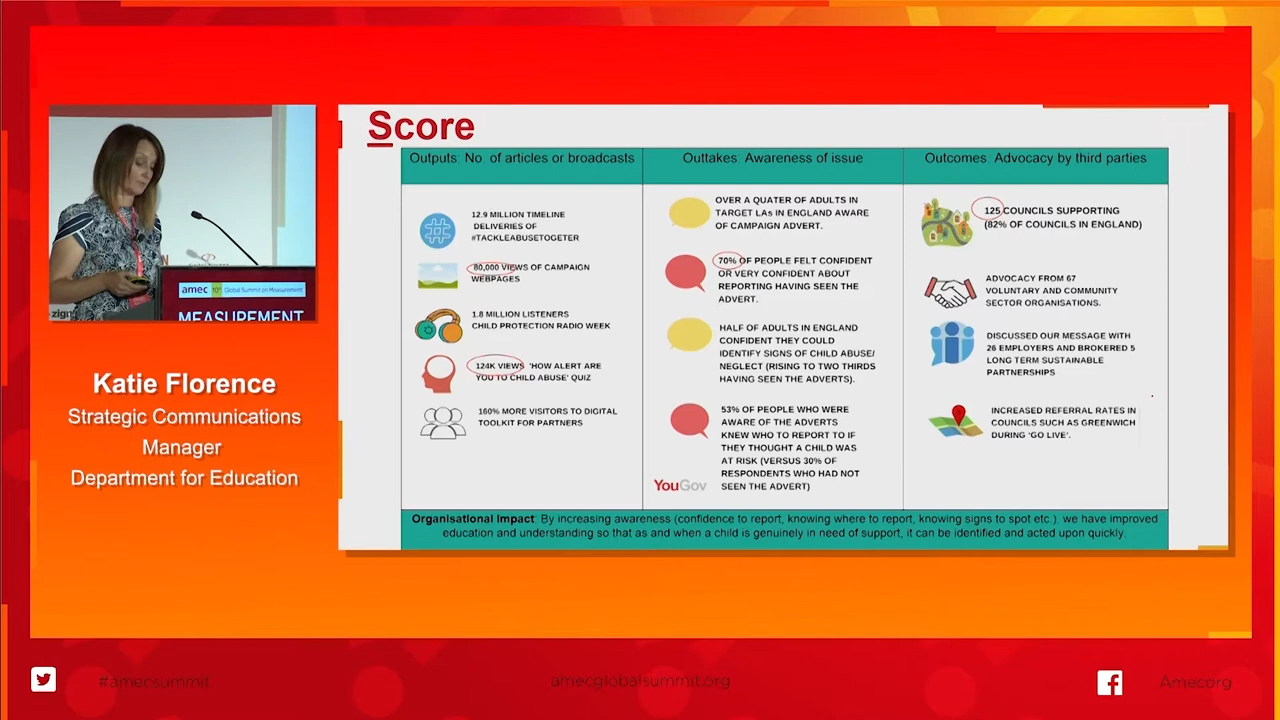 Score
Outputs: No. of articles or broadcasts
Outtakes: Awareness of issue
Outcomes: Advocacy by third parties
12.9 MILLION TIMELINE
DELIVERIES OF
#TACKLEABUSETOGETER
80,000 VIEWS OF CAMPAIGN
WEBPAGES
1.8 MILLION LISTENERS
CHILD PROTECTION RADIO WEEK
124K VIEWS 'HOW ALERT ARE
YOU TO CHILD ABUSE' QUIZ
160% MORE VISITORS TO DIGITAL
TOOLKIT FOR PARTNERS
OVER A QUATER OF ADULTS IN
TARGET LAs IN ENGLAND AWARE
OF CAMPAIGN ADVERT.
70% OF PEOPLE FELT CONFIDENT
OR VERY CONFIDENT ABOUT
REPORTING HAVING SEEN THE
ADVERT.
HALF OF ADULTS IN ENGLAND
CONFIDENT THEY COULD
IDENTIFY SIGNS OF CHILD ABUSE/
NEGLECT (RISING TO TWO THIRDS
HAVING SEEN THE ADVERTS).
53% OF PEOPLE WHO WERE
AWARE OF THE ADVERTS
KNEW WHO TO REPORT TO IF
THEY THOUGHT A CHILD WAS
AT RISK (VERSUS 30% OF
RESPONDENTS WHO HAD NOT
SEEN THE ADVERT)
YouGov
125 COUNCILS SUPPORTING
(82% OF COUNCILS IN ENGLAND)
ADVOCACY FROM 67
VOLUNTARY AND COMMUNITY
SECTOR ORGANISATIONS.
DISCUSSED OUR MESSAGE WITH
26 EMPLOYERS AND BROKERED 5
LONG TERM SUSTAINABLE
PARTNERSHIPS
INCREASED REFERRAL RATES IN
COUNCILS SUCH AS GREENWICH
DURING 'GO LIVE'.
Organisational Impact: By increasing awareness (confidence to report, knowing where to report, knowing signs to spot etc.), we have improved
education and understanding so that as and when a child is genuinely in need of support, it can be identified and acted upon quickly.
amec 10th Global Summit on Measurement
MEASUREMENT
Katie Florence
Strategic Communications
Manager
Department for Education
#amecsummit
amecglobalsummit.org
Amecorg